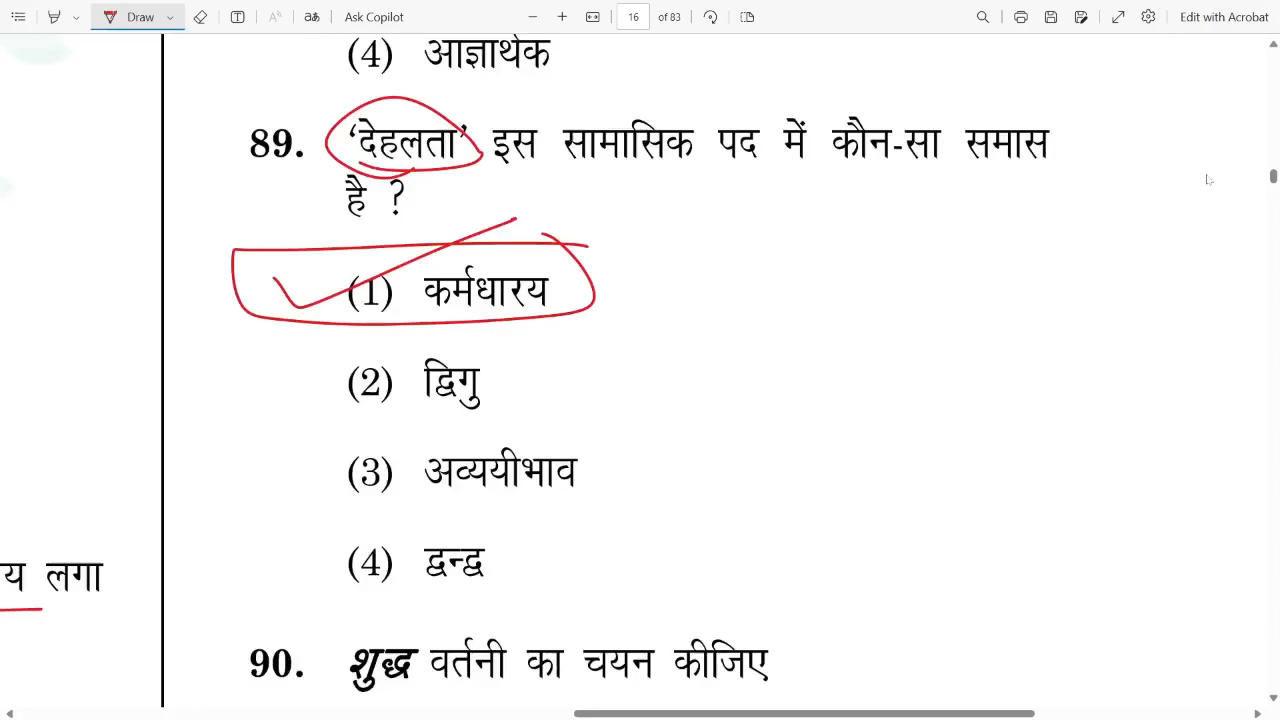 Draw
Ask Copilot
16 of 83
Edit with Acrobat
(4) आज्ञार्थक
89. 'देहलता' इस सामासिक पद में कौन-सा समास
है ?
(1) कर्मधारय
(2) द्विगु
(3) अव्ययीभाव
(4) द्वन्द्व
य लगा
90. शुद्ध वर्तनी का चयन कीजिए